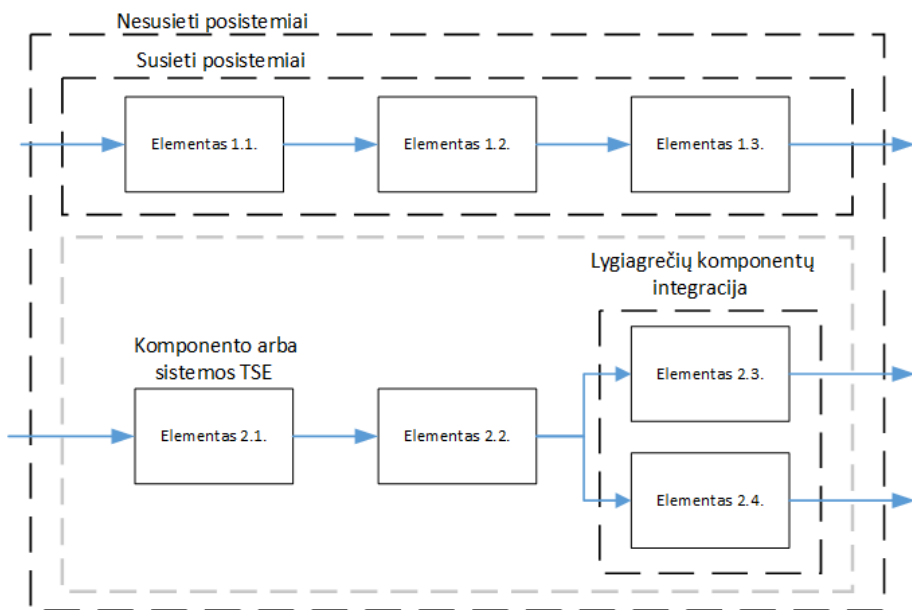 Nesusieti posistemiai
Susieti posistemiai
Elementas 1.1.
Elementas 1.2.
Elementas 1.3.
Lygiagrečių komponentų
integracija
Komponento arba
sistemos TSE
Elementas 2.1.
Elementas 2.2.
Elementas 2.3.
Elementas 2.4.